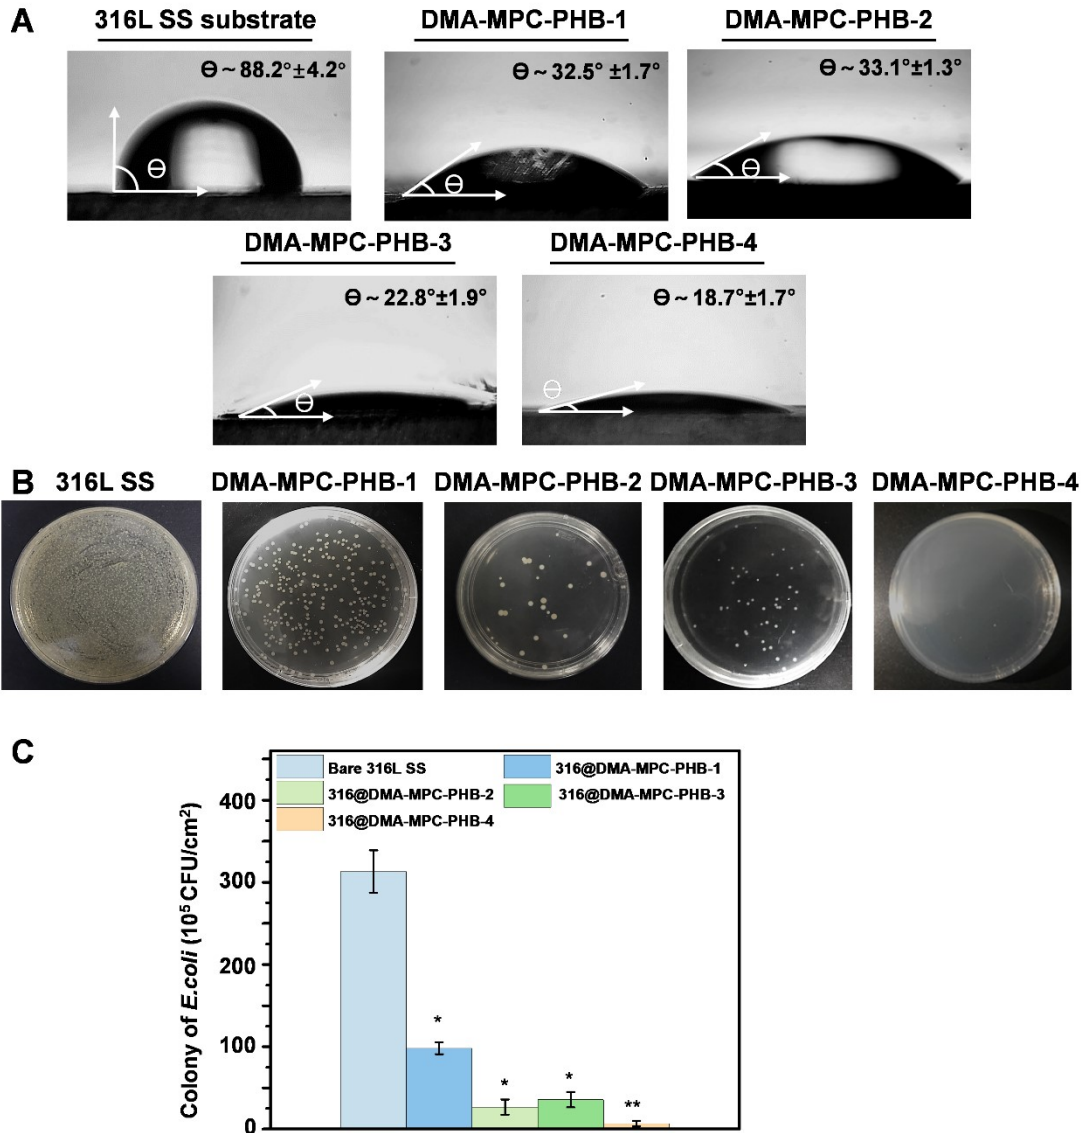 A
316L SS substrate
DMA-MPC-PHB-1
DMA-MPC-PHB-2
Θ ~ 88.2°±4.2°
Θ ~ 32.5° ±1.7°
Θ ~ 33.1°±1.3°
Θ
Θ
Θ
DMA-MPC-PHB-3
DMA-MPC-PHB-4
Θ ~ 22.8°±1.9°
Θ ~ 18.7°±1.7°
Θ
Θ
B
316L SS
DMA-MPC-PHB-1
DMA-MPC-PHB-2
DMA-MPC-PHB-3
DMA-MPC-PHB-4
C
Bare 316L SS
316@DMA-MPC-PHB-1
316@DMA-MPC-PHB-2
316@DMA-MPC-PHB-3
316@DMA-MPC-PHB-4
Colony of E.coli (10⁵ CFU/cm²)
400
300
200
100
0
*
*
*
**